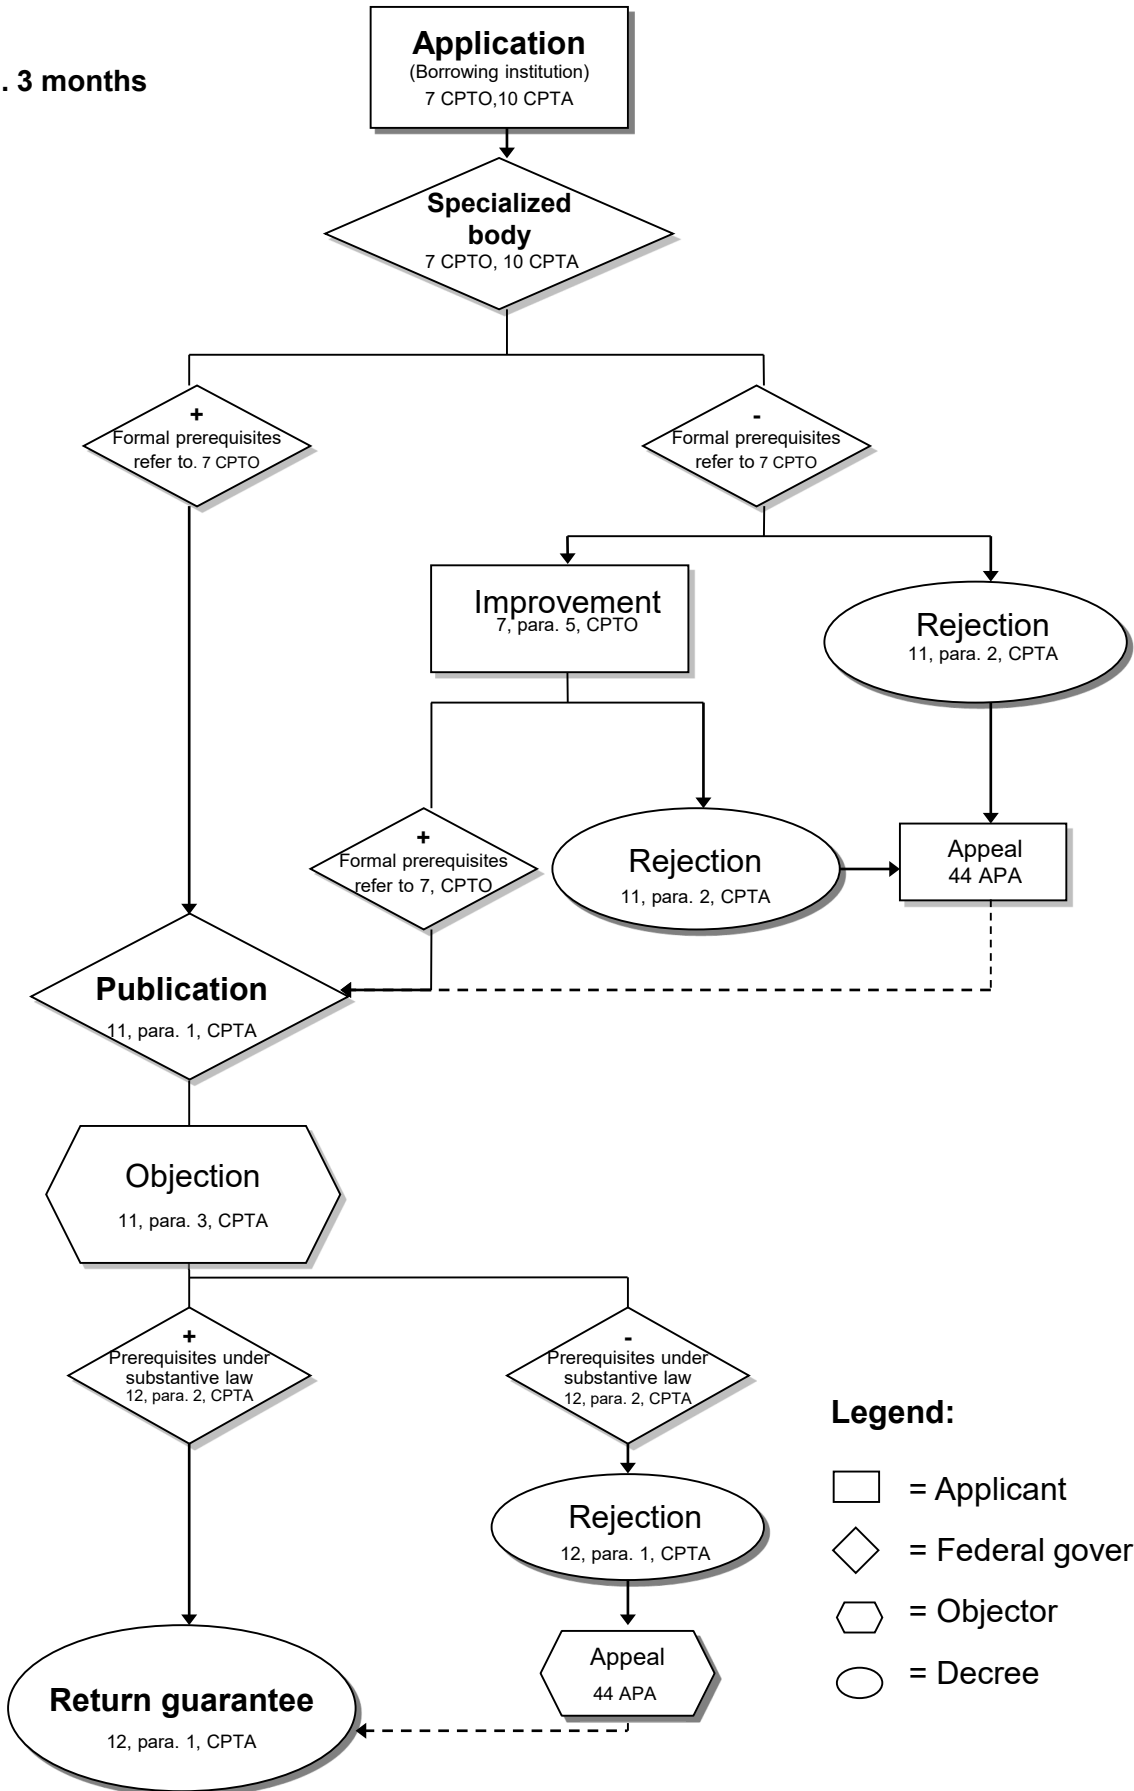 Application
(Borrowing institution)
7 CPTO,10 CPTA
. 3 months
Specialized
body
7 CPTO, 10 CPTA
+
Formal prerequisites
refer to. 7 CPTO
-
Formal prerequisites
refer to 7 CPTO
Improvement
7, para. 5, CPTO
Rejection
11, para. 2, CPTA
+
Formal prerequisites
refer to 7, CPTO
Rejection
11, para. 2, CPTA
Appeal
44 APA
Publication
11, para. 1, CPTA
Objection
11, para. 3, CPTA
+
Prerequisites under
substantive law
12, para. 2, CPTA
-
Prerequisites under
substantive law
12, para. 2, CPTA
Rejection
12, para. 1, CPTA
Appeal
44 APA
Return guarantee
12, para. 1, CPTA
Legend:
= Applicant
= Federal gover
= Objector
= Decree